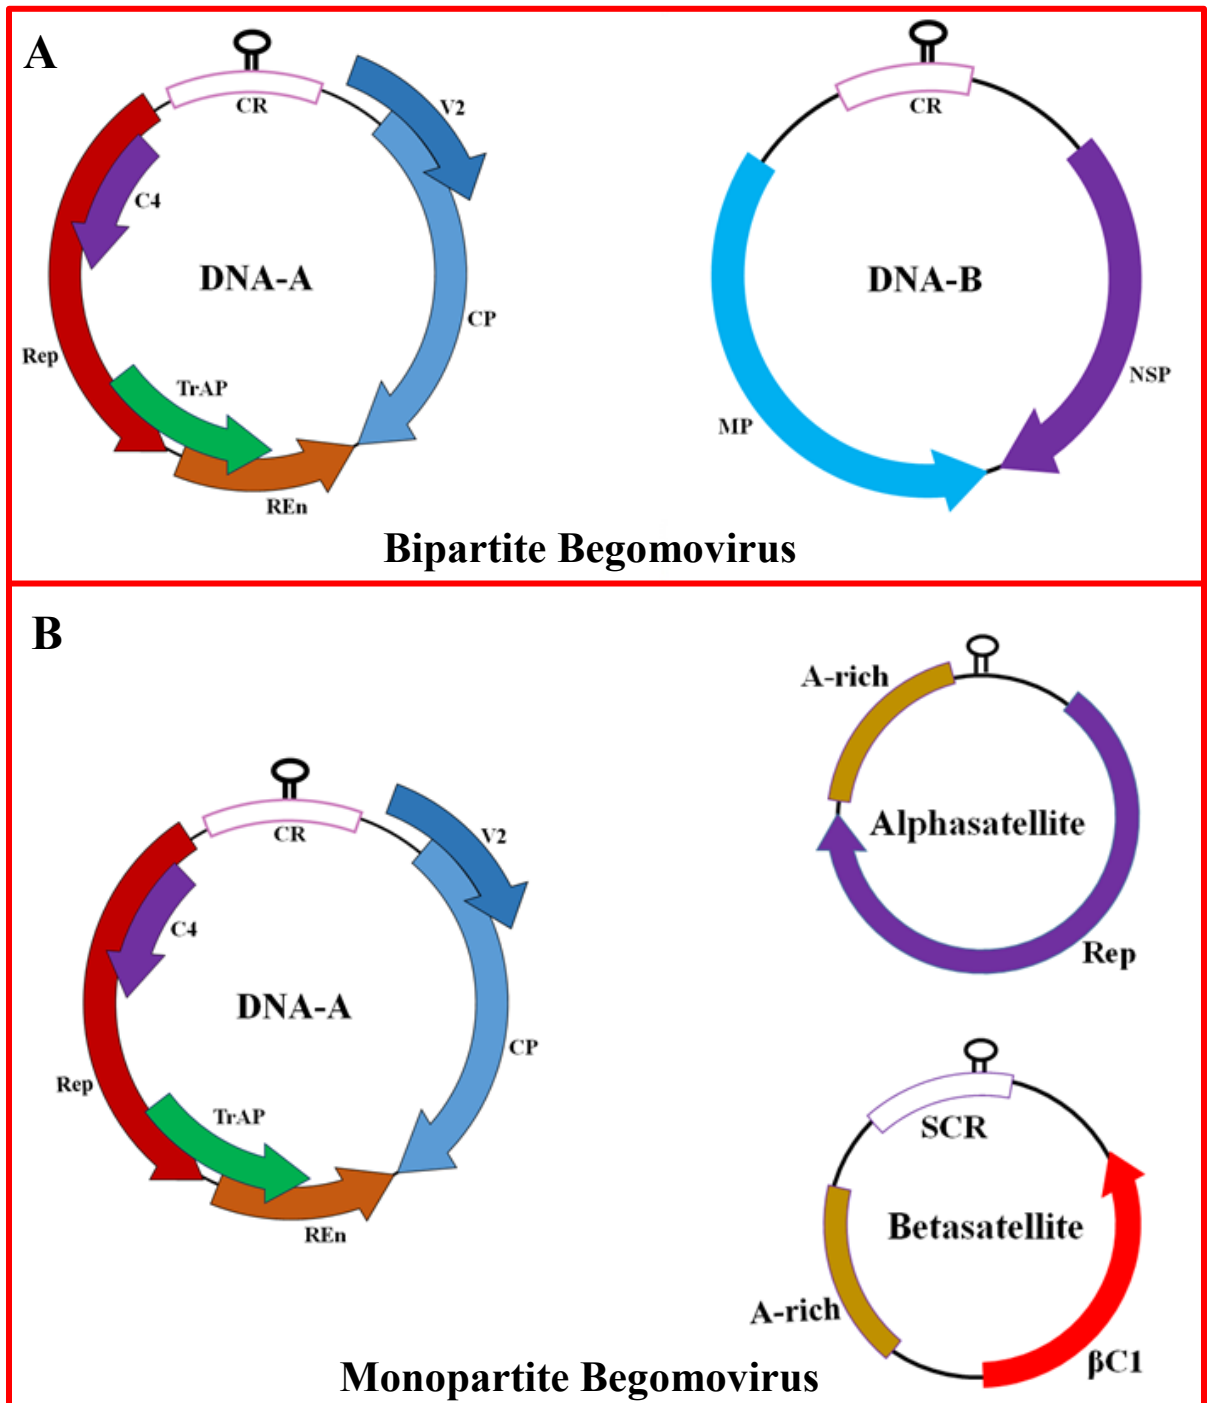 A
CR
V2
C4
DNA-A
CP
Rep
TrAP
REn
CR
DNA-B
NSP
MP
Bipartite Begomovirus
B
CR
V2
C4
DNA-A
CP
Rep
TrAP
REn
A-rich
Alphasatellite
Rep
SCR
Betasatellite
A-rich
βC1
Monopartite Begomovirus